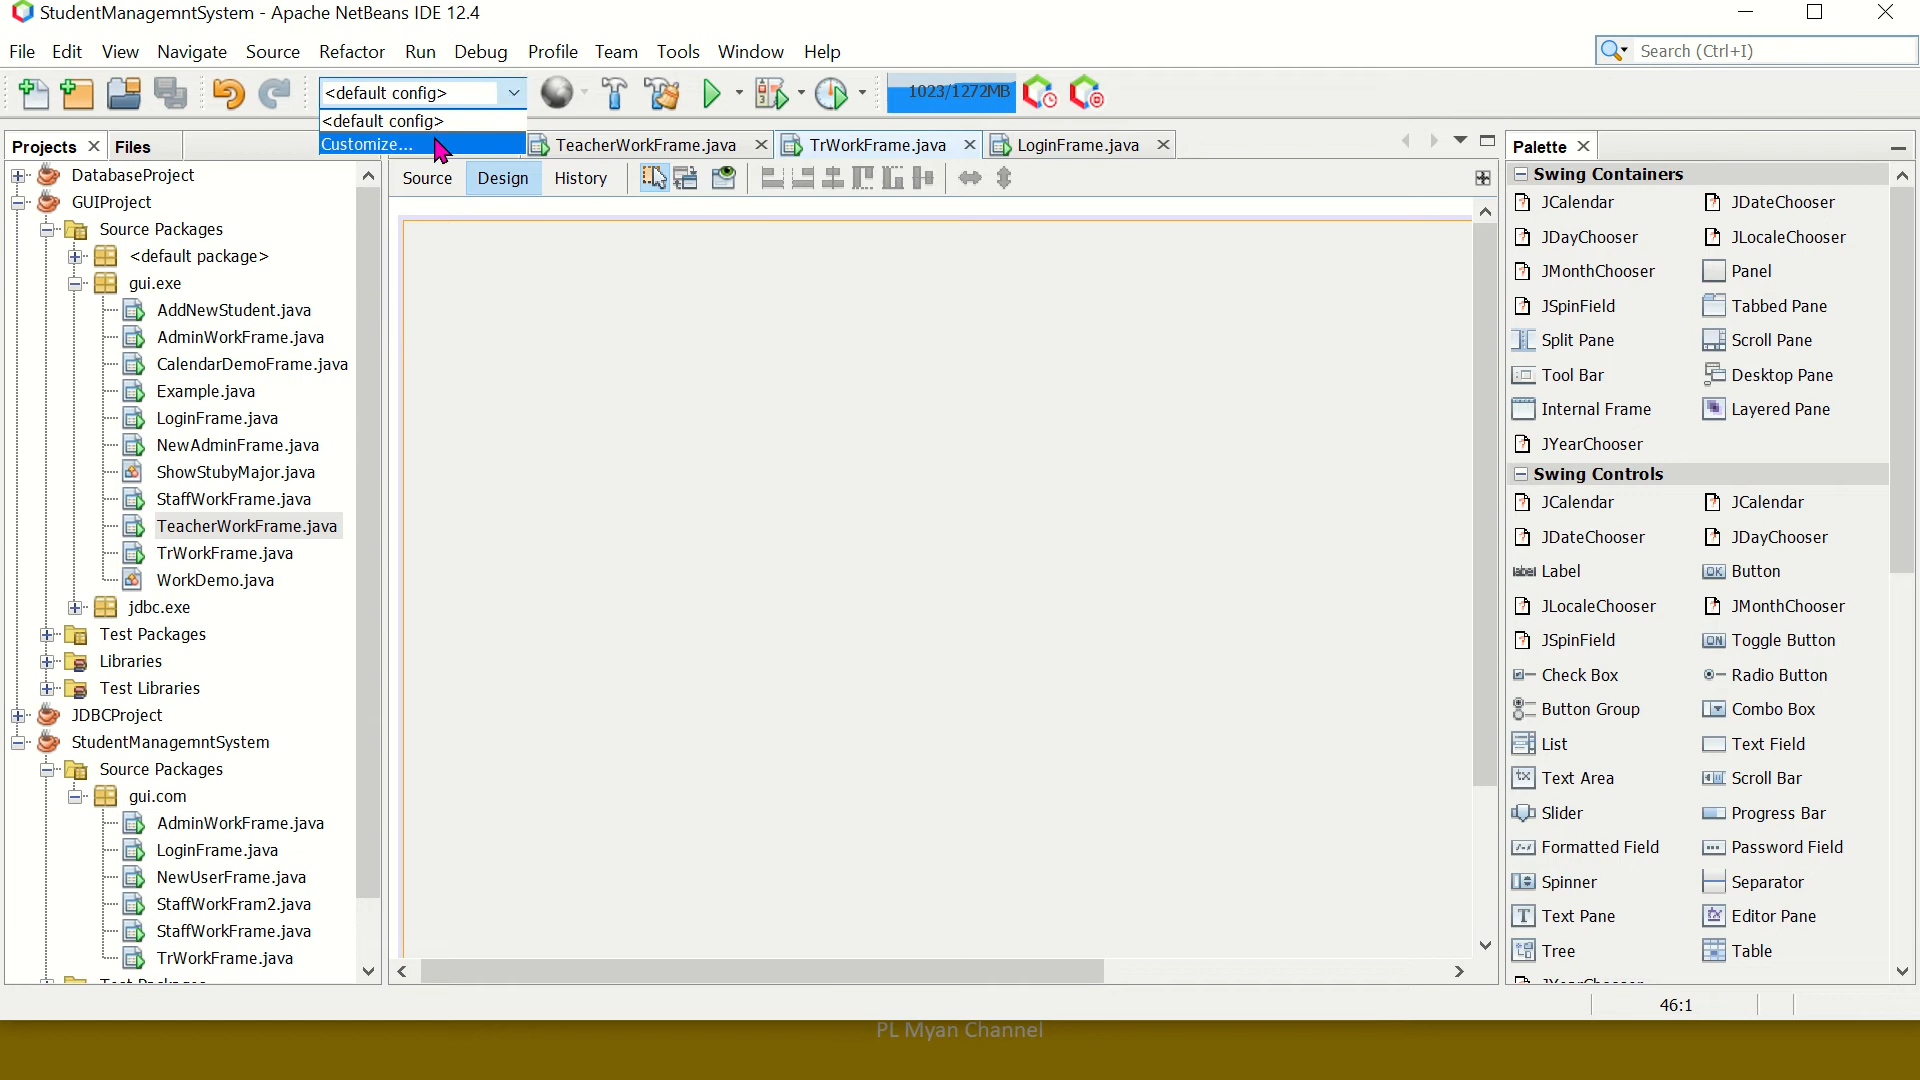 StudentManagemntSystem - Apache NetBeans IDE 12.4
File Edit View Navigate Source Refactor Run Debug Profile Team Tools Window Help
Search (Ctrl+I)
<default config>
1023/1272MB
<default config>
Customize...
Projects Files
TeacherWorkFrame.java TrWorkFrame.java LoginFrame.java
Palette
Source Design History
DatabaseProject
GUIProject
Source Packages
<default package>
gui.exe
AddNewStudent.java
AdminWorkFrame.java
CalendarDemoFrame.java
Example.java
LoginFrame.java
NewAdminFrame.java
ShowStubyMajor.java
StaffWorkFrame.java
TeacherWorkFrame.java
TrWorkFrame.java
WorkDemo.java
jdbc.exe
Test Packages
Libraries
Test Libraries
JDBCProject
StudentManagemntSystem
Source Packages
gui.com
AdminWorkFrame.java
LoginFrame.java
NewUserFrame.java
StaffWorkFram2.java
StaffWorkFrame.java
TrWorkFrame.java
Swing Containers
JCalendar JDateChooser
JDayChooser JLocaleChooser
JMonthChooser Panel
JSpinField Tabbed Pane
Split Pane Scroll Pane
Tool Bar Desktop Pane
Internal Frame Layered Pane
JYearChooser
Swing Controls
JCalendar JCalendar
JDateChooser JDayChooser
label Label OK Button
JLocaleChooser JMonthChooser
JSpinField ON Toggle Button
Check Box Radio Button
Button Group Combo Box
List Text Field
Text Area Scroll Bar
Slider Progress Bar
Formatted Field Password Field
Spinner Separator
Text Pane Editor Pane
Tree Table
46:1
PL Myan Channel